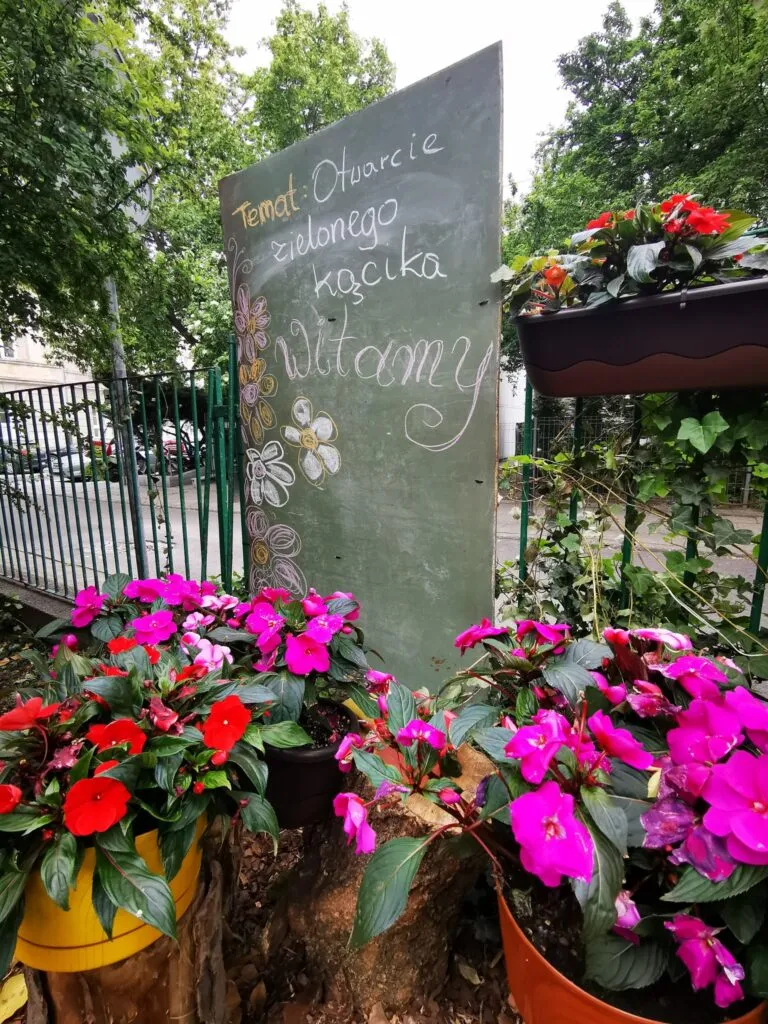 Temat: Otwarcie
zielonego
kącika
Witamy